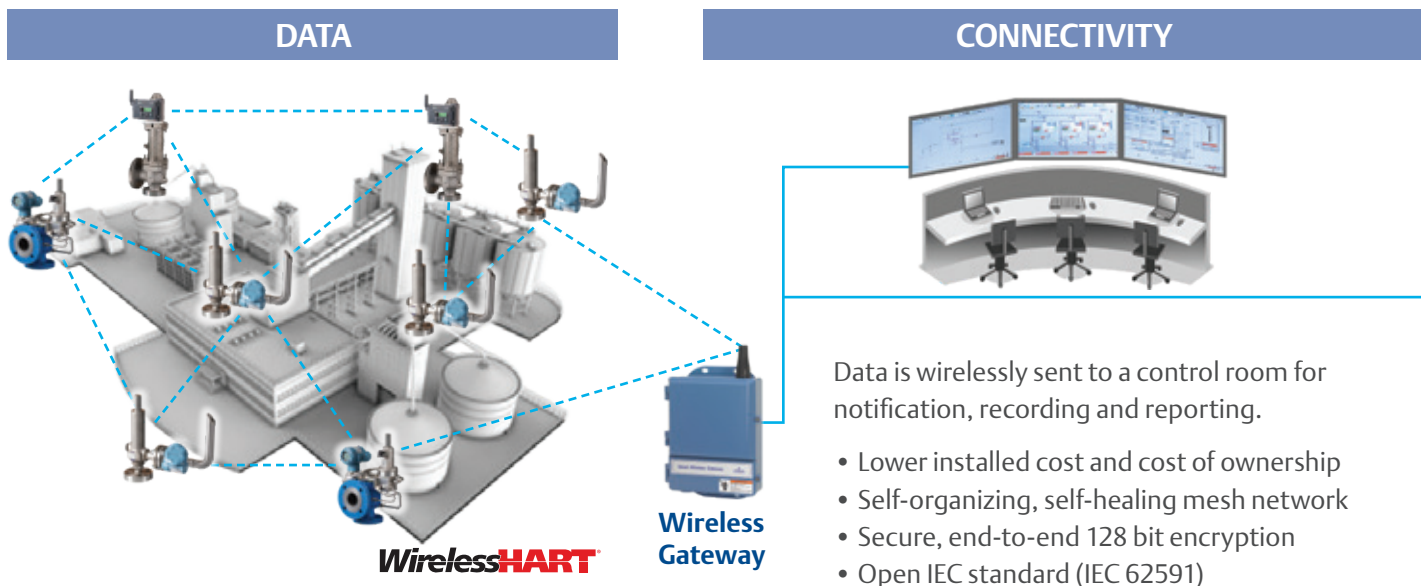 DATA
CONNECTIVITY
WirelessHART
Wireless
Gateway
Data is wirelessly sent to a control room for
notification, recording and reporting.
• Lower installed cost and cost of ownership
• Self-organizing, self-healing mesh network
• Secure, end-to-end 128 bit encryption
• Open IEC standard (IEC 62591)